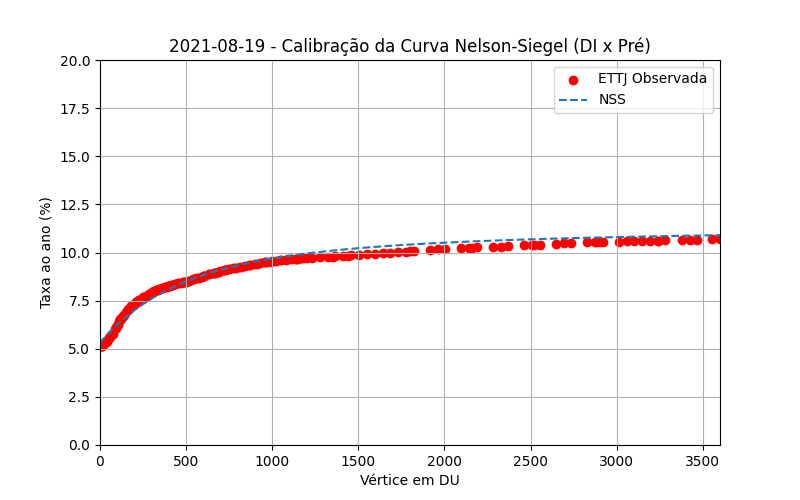 2021-08-19 - Calibração da Curva Nelson-Siegel (DI x Pré)
ETTJ Observada
NSS
Taxa ao ano (%)
20.0
17.5
15.0
12.5
10.0
7.5
5.0
2.5
0.0
0 500 1000 1500 2000 2500 3000 3500
Vértice em DU